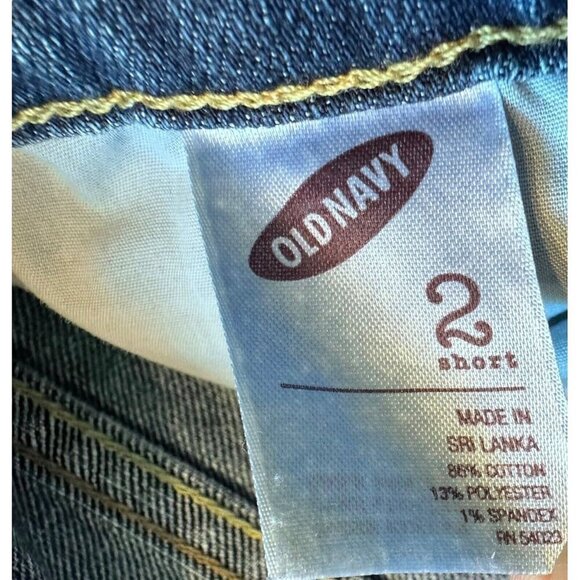 OLD NAVY
2
short
MADE IN
SRI LANKA
86% COTTON
13% POLYESTER
1% SPANDEX
RN 54023